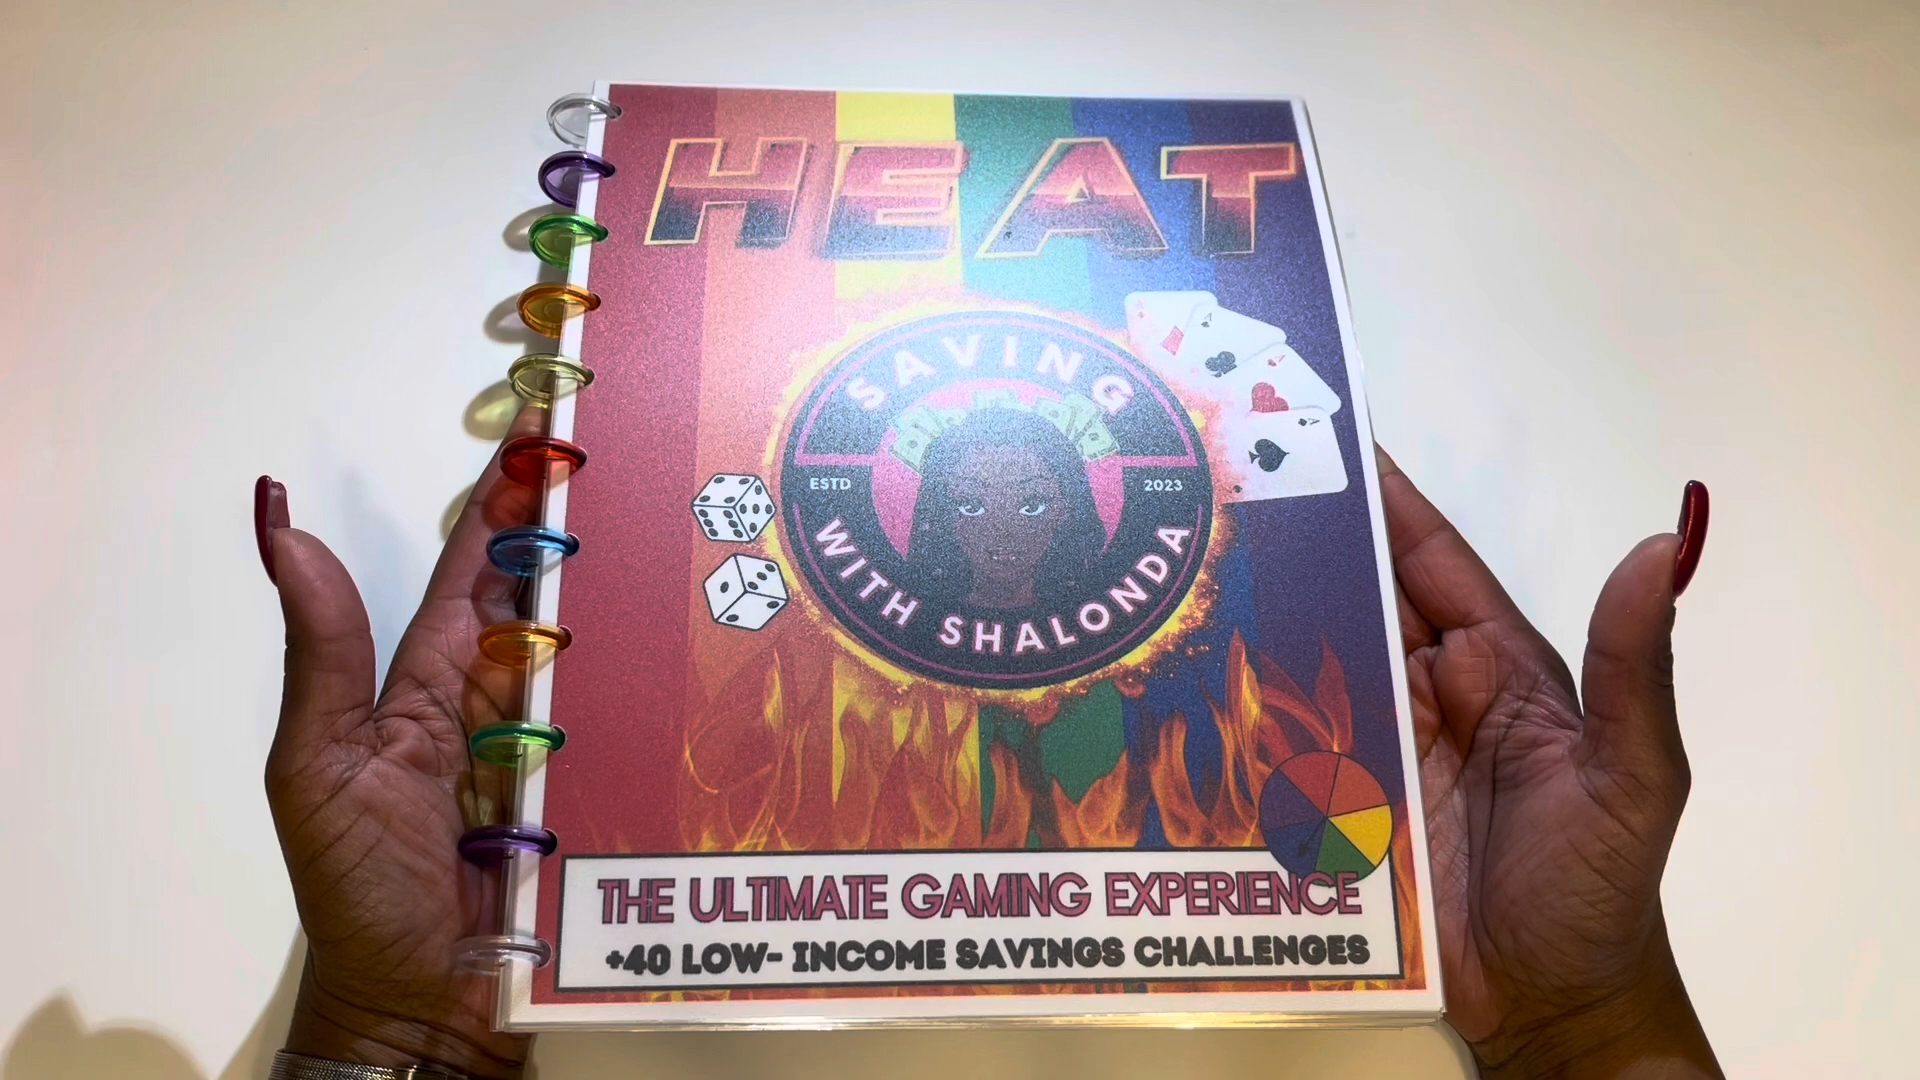 HEAT
SAVING
ESTD 2023
WITH SHALONDA
THE ULTIMATE GAMING EXPERIENCE
+40 LOW- INCOME SAVINGS CHALLENGES